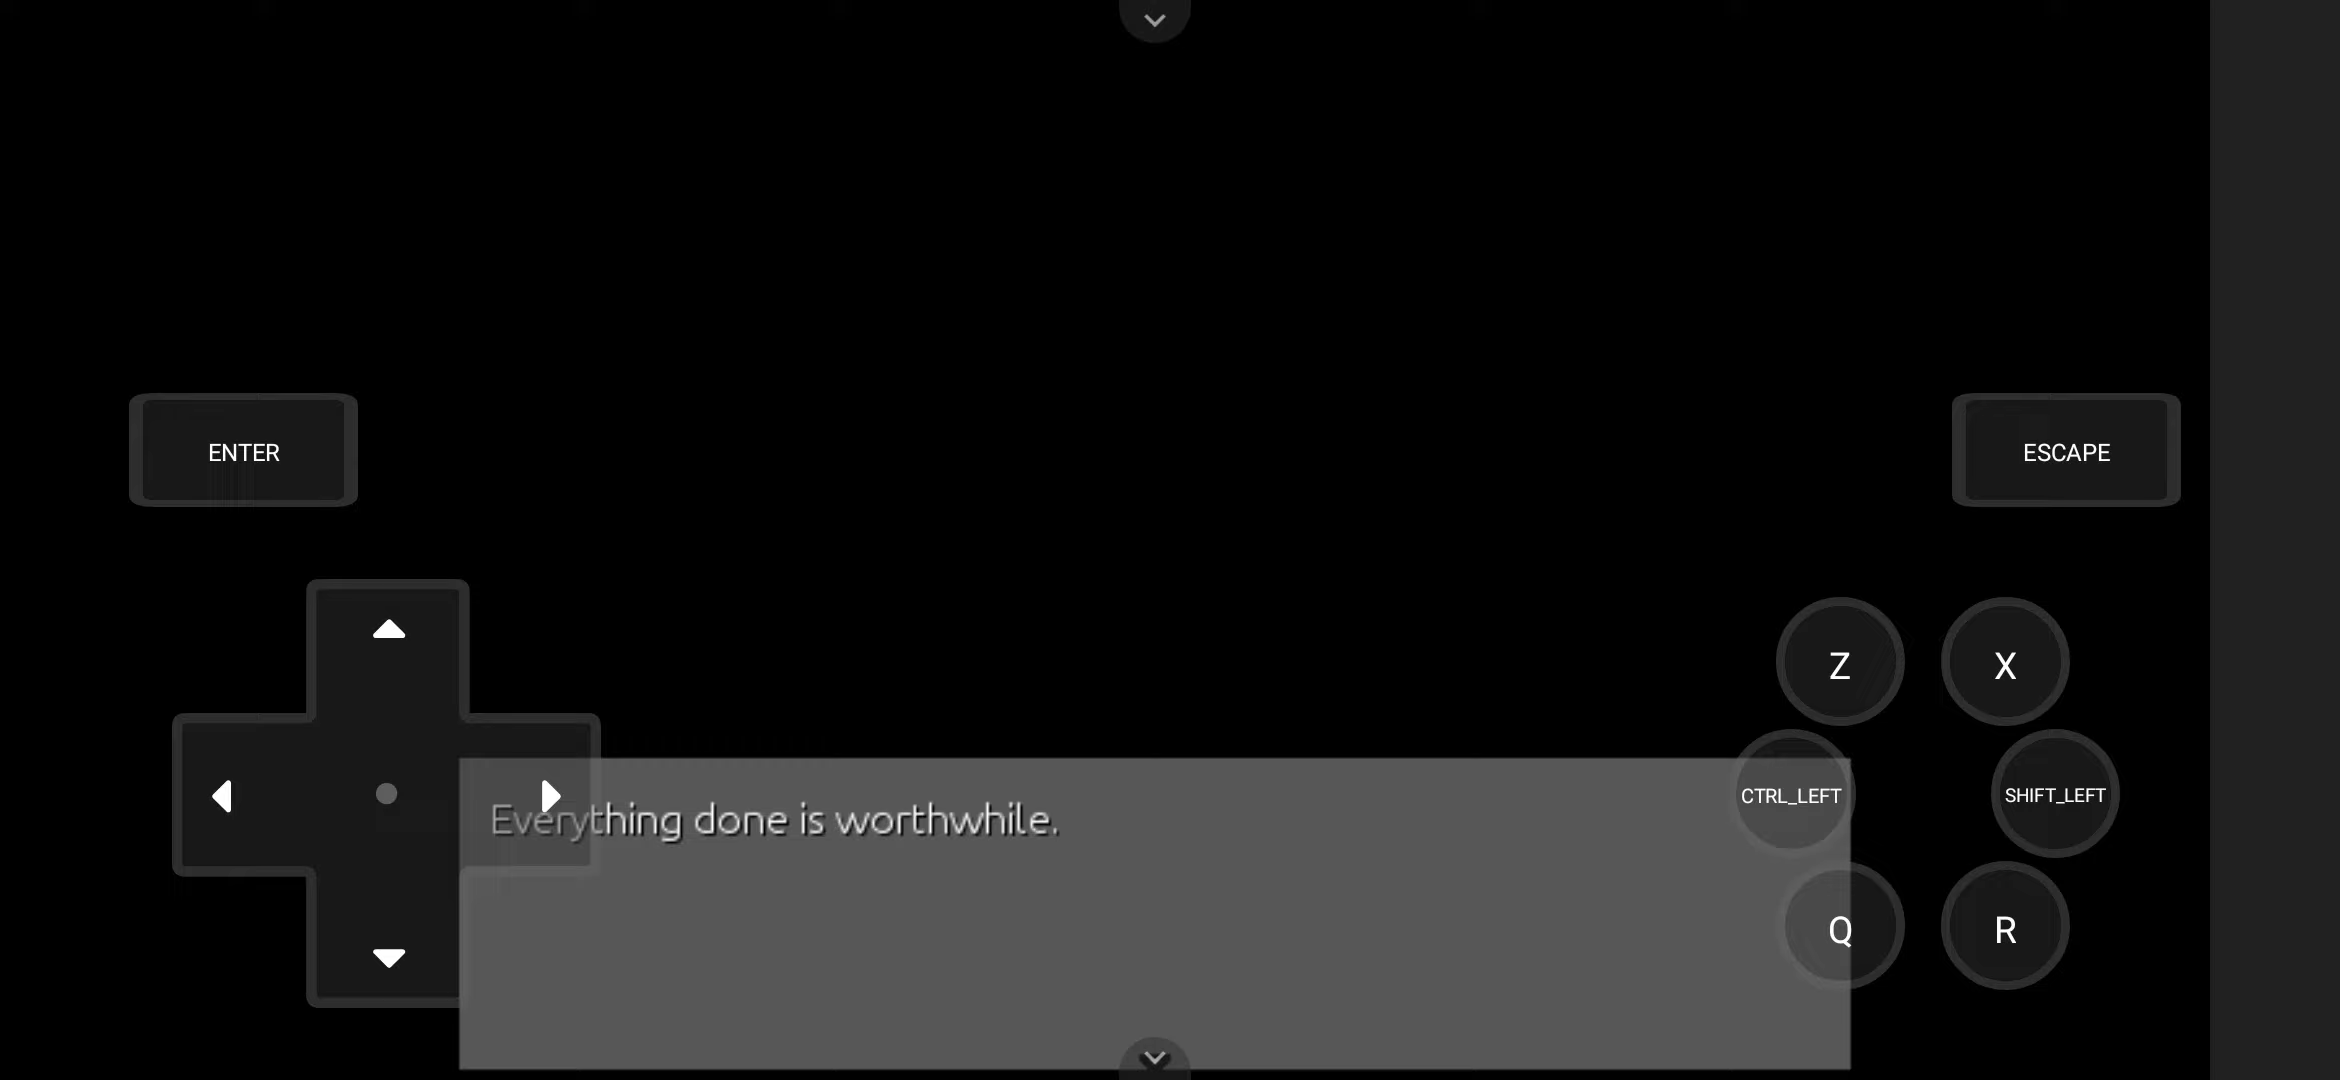 ENTER
ESCAPE
Z
X
CTRL_LEFT
SHIFT_LEFT
Everything done is worthwhile.
Q
R